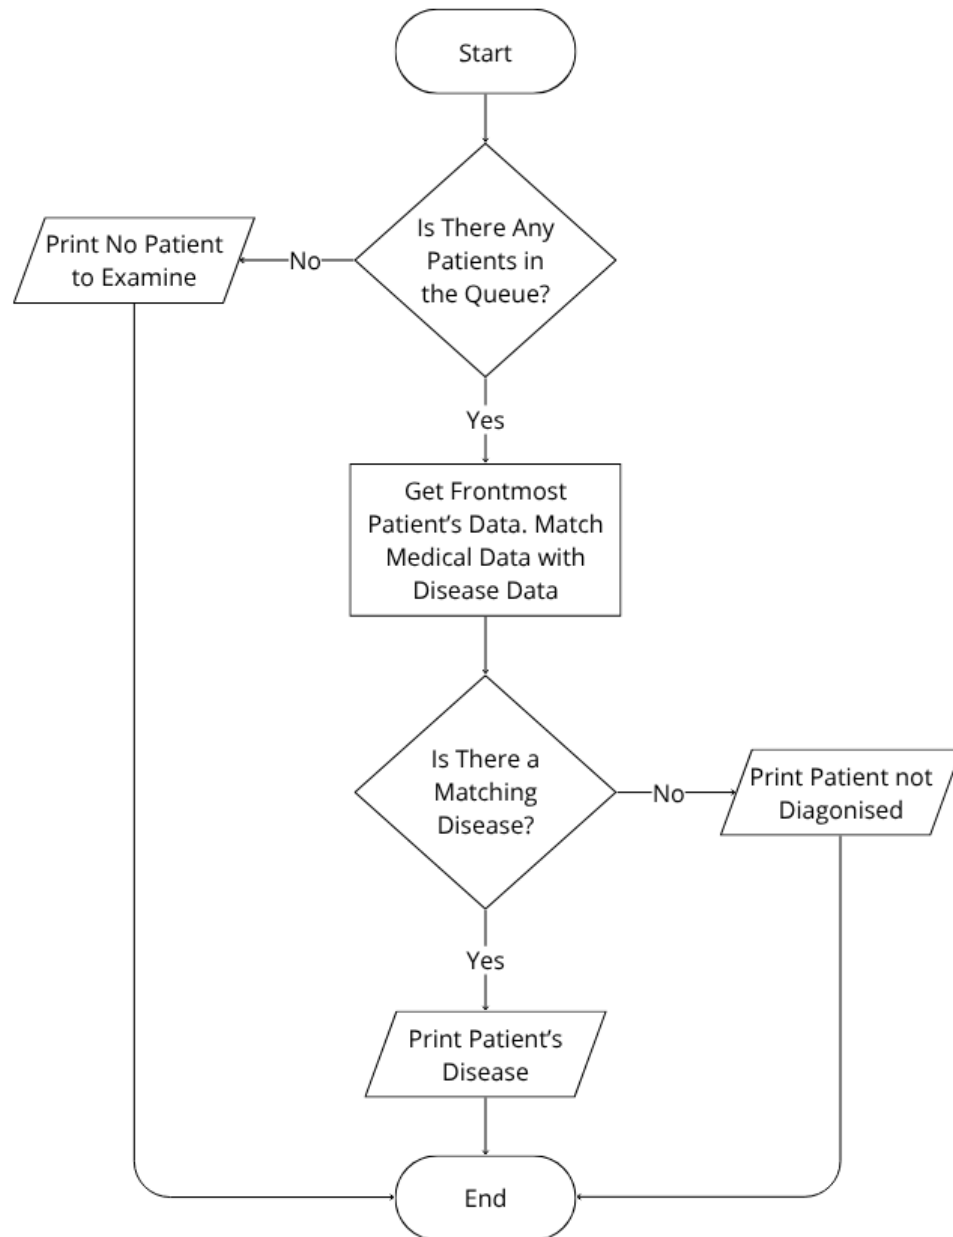 Start
Is There Any
Patients in
the Queue?
No
Print No Patient
to Examine
Yes
Get Frontmost
Patient’s Data. Match
Medical Data with
Disease Data
Is There a
Matching
Disease?
No
Print Patient not
Diagonised
Yes
Print Patient’s
Disease
End